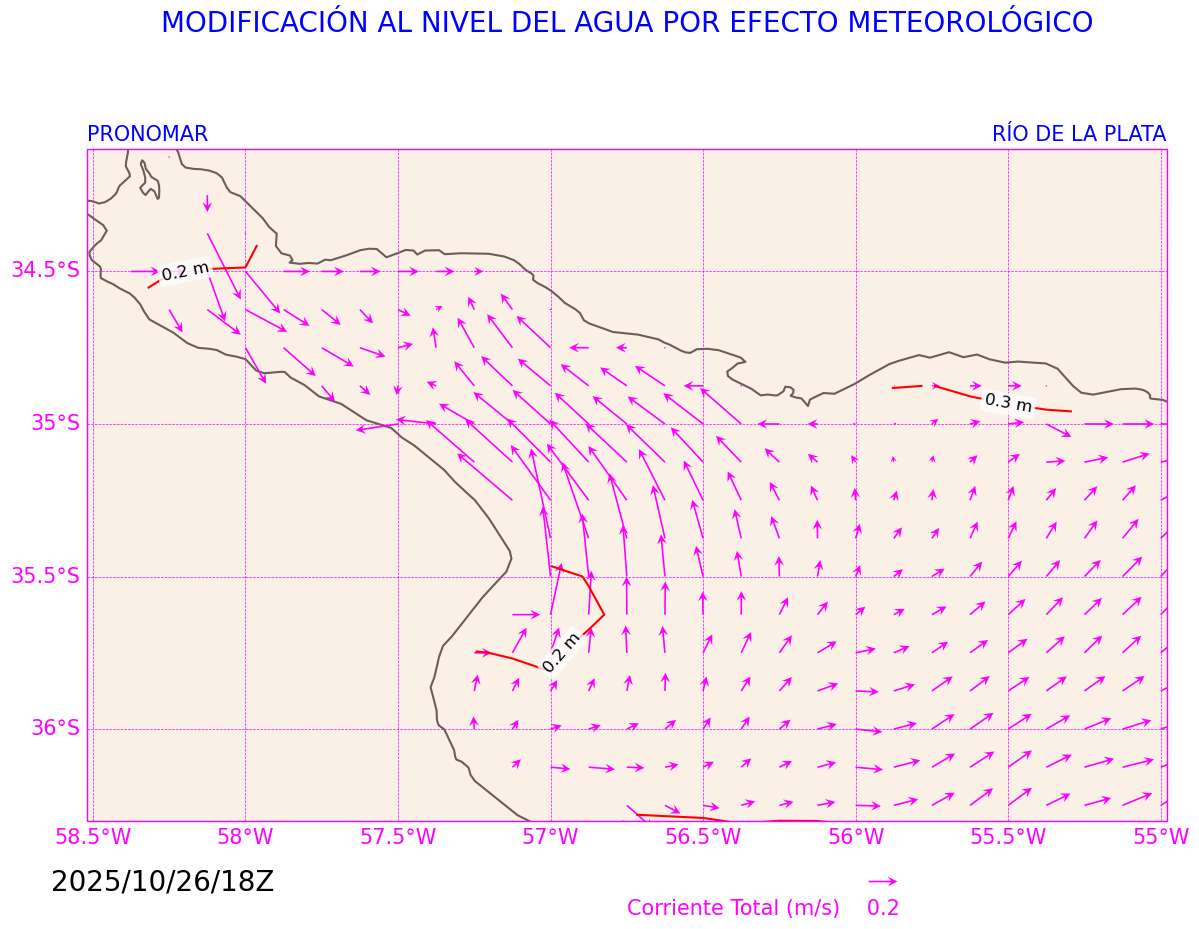 MODIFICACIÓN AL NIVEL DEL AGUA POR EFECTO METEOROLÓGICO
PRONOMAR
RÍO DE LA PLATA
34.5°S
35°S
35.5°S
36°S
0.2 m
0.3 m
0.2 m
58.5°W 58°W 57.5°W 57°W 56.5°W 56°W 55.5°W 55°W
2025/10/26/18Z
Corriente Total (m/s) 0.2